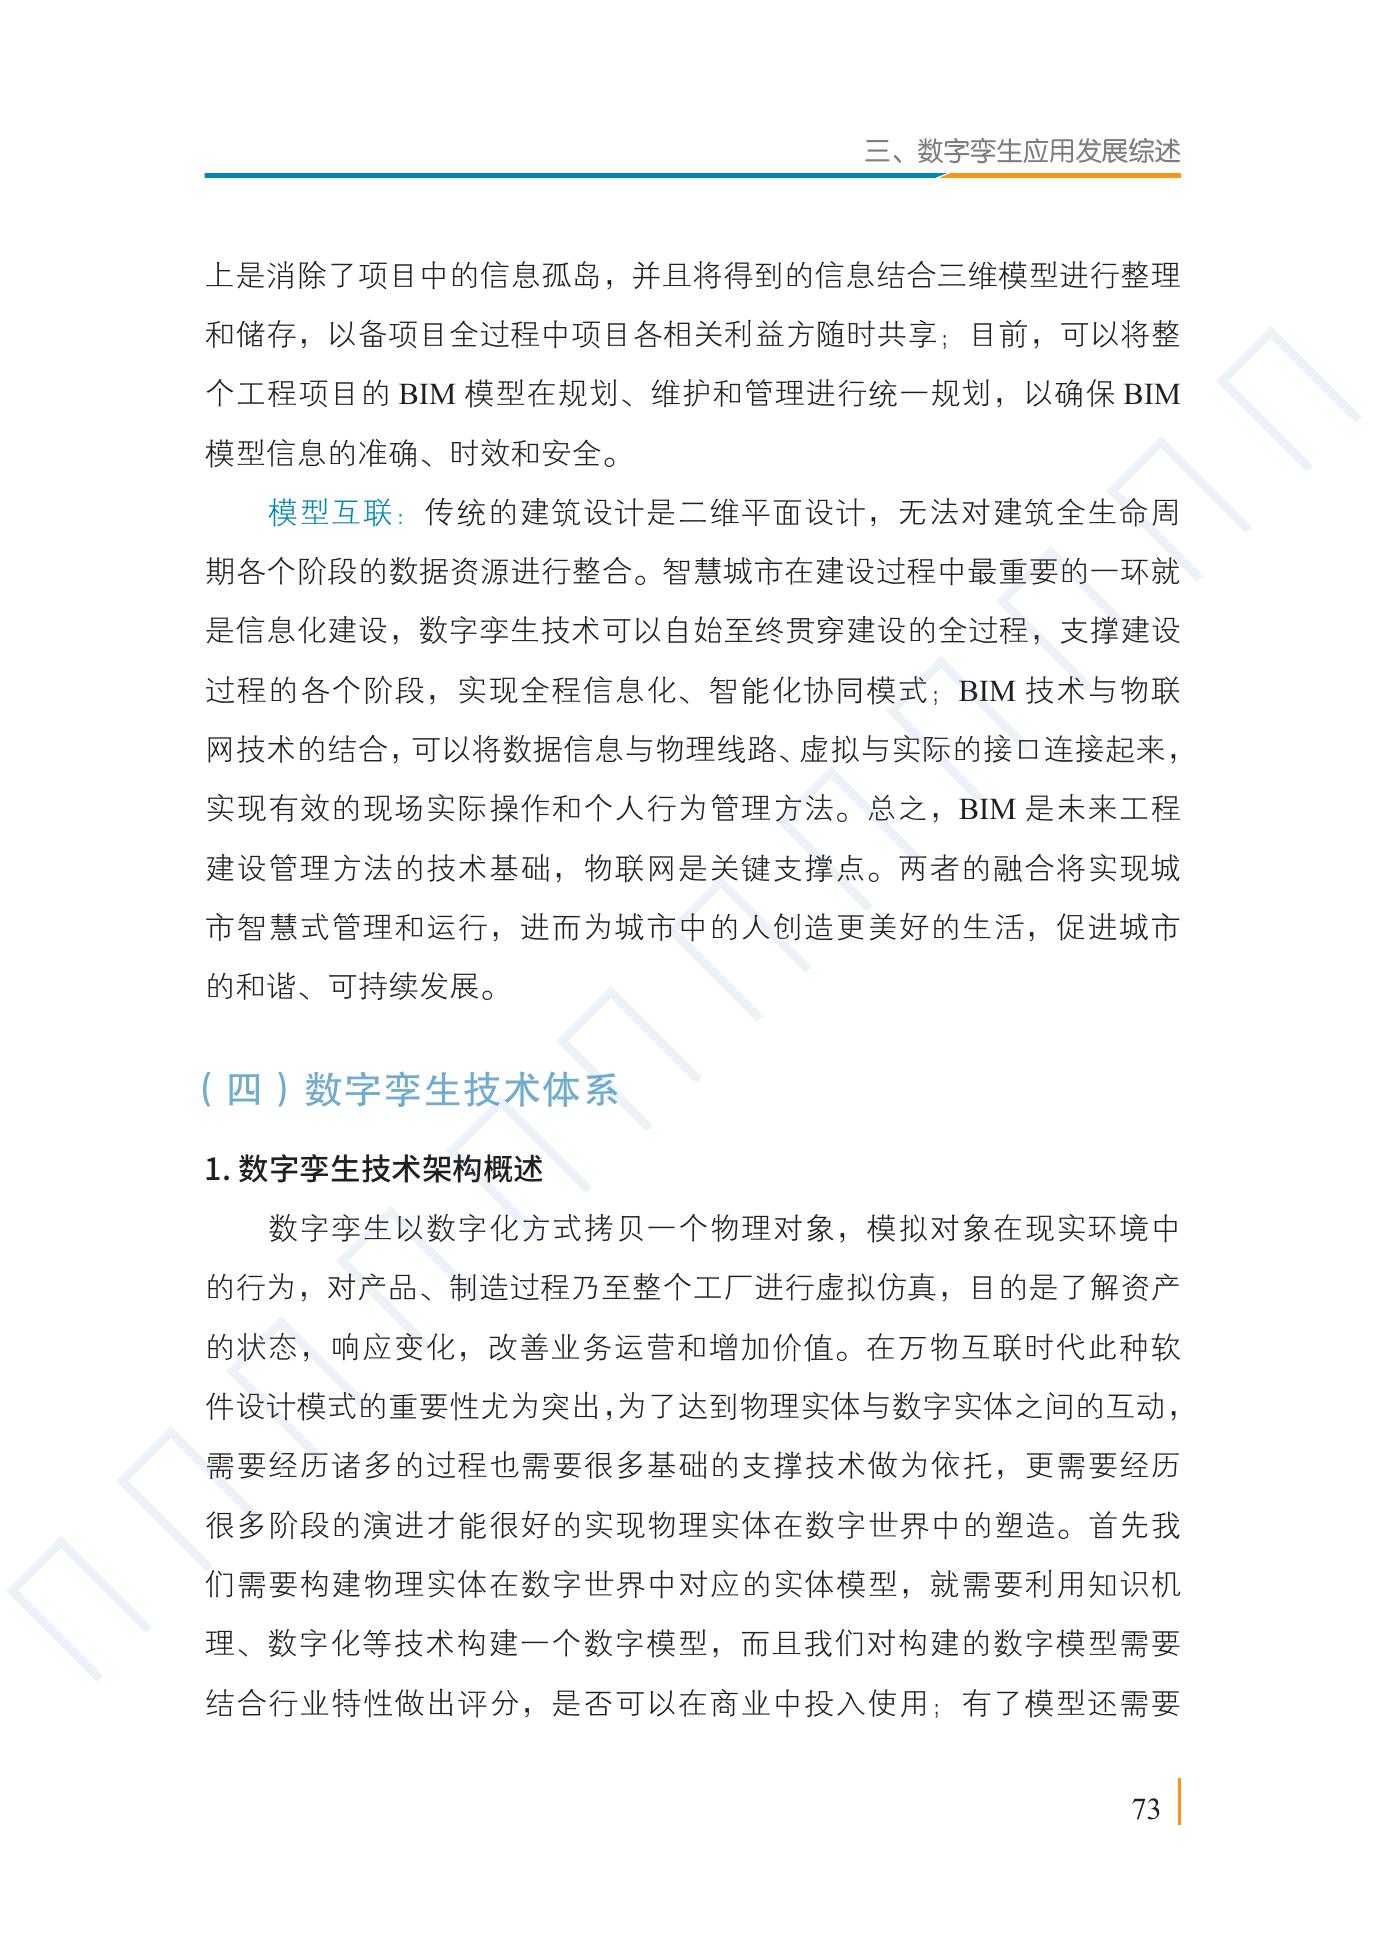 三、数字孪生应用发展综述
上是消除了项目中的信息孤岛，并且将得到的信息结合三维模型进行整理
和储存，以备项目全过程中项目各相关利益方随时共享；目前，可以将整
个工程项目的 BIM 模型在规划、维护和管理进行统一规划，以确保 BIM
模型信息的准确、时效和安全。
模型互联：传统的建筑设计是二维平面设计，无法对建筑全生命周
期各个阶段的数据资源进行整合。智慧城市在建设过程中最重要的一环就
是信息化建设，数字孪生技术可以自始至终贯穿建设的全过程，支撑建设
过程的各个阶段，实现全程信息化、智能化协同模式；BIM 技术与物联
网技术的结合，可以将数据信息与物理线路、虚拟与实际的接口连接起来，
实现有效的现场实际操作和个人行为管理方法。总之，BIM 是未来工程
建设管理方法的技术基础，物联网是关键支撑点。两者的融合将实现城
市智慧式管理和运行，进而为城市中的人创造更美好的生活，促进城市
的和谐、可持续发展。
（四）数字孪生技术体系
1. 数字孪生技术架构概述
数字孪生以数字化方式拷贝一个物理对象，模拟对象在现实环境中
的行为，对产品、制造过程乃至整个工厂进行虚拟仿真，目的是了解资产
的状态，响应变化，改善业务运营和增加价值。在万物互联时代此种软
件设计模式的重要性尤为突出，为了达到物理实体与数字实体之间的互动，
需要经历诸多的过程也需要很多基础的支撑技术做为依托，更需要经历
很多阶段的演进才能很好的实现物理实体在数字世界中的塑造。首先我
们需要构建物理实体在数字世界中对应的实体模型，就需要利用知识机
理、数字化等技术构建一个数字模型，而且我们对构建的数字模型需要
结合行业特性做出评分，是否可以在商业中投入使用；有了模型还需要
73